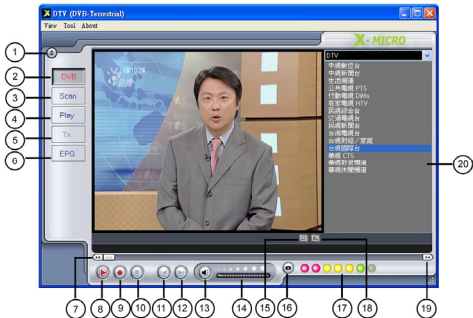 DTV (DVB-Terrestrial)
View Tool About
X-MICRO
DTV
1
2
3
4
5
6
DVB
Scan
Play
Tx
EPG
中視數位台
中視新聞台
生活頻道
公共電視 PTS
行動電視 DiMo
客家電視 HTV
民視綜合台
交通電視台
民視新聞台
台視電視台
台視財經／家庭
台視國際台
華視 CTS
華視教育頻道
華視休閒頻道
20
7
8
9
10
11
12
13
14
15
16
17
18
19